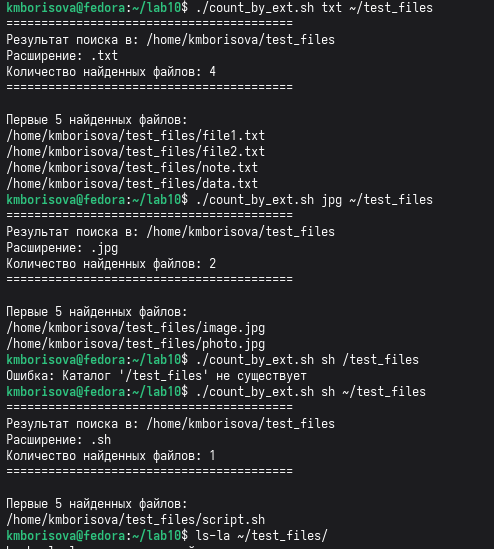 kmborisova@fedora:~/lab10$ ./count_by_ext.sh txt ~/test_files
=========================================
Результат поиска в: /home/kmborisova/test_files
Расширение: .txt
Количество найденных файлов: 4
=========================================
Первые 5 найденных файлов:
/home/kmborisova/test_files/file1.txt
/home/kmborisova/test_files/file2.txt
/home/kmborisova/test_files/note.txt
/home/kmborisova/test_files/data.txt
kmborisova@fedora:~/lab10$ ./count_by_ext.sh jpg ~/test_files
=========================================
Результат поиска в: /home/kmborisova/test_files
Расширение: .jpg
Количество найденных файлов: 2
=========================================
Первые 5 найденных файлов:
/home/kmborisova/test_files/image.jpg
/home/kmborisova/test_files/photo.jpg
kmborisova@fedora:~/lab10$ ./count_by_ext.sh sh /test_files
Ошибка: Каталог '/test_files' не существует
kmborisova@fedora:~/lab10$ ./count_by_ext.sh sh ~/test_files
=========================================
Результат поиска в: /home/kmborisova/test_files
Расширение: .sh
Количество найденных файлов: 1
=========================================
Первые 5 найденных файлов:
/home/kmborisova/test_files/script.sh
kmborisova@fedora:~/lab10$ ls-la ~/test_files/